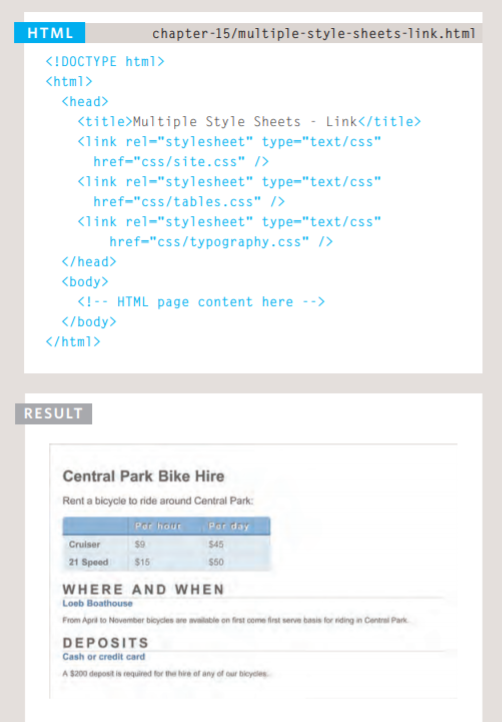 HTML chapter-15/multiple-style-sheets-link.html
<!DOCTYPE html>
<html>
<head>
<title>Multiple Style Sheets - Link</title>
<link rel="stylesheet" type="text/css"
href="css/site.css" />
<link rel="stylesheet" type="text/css"
href="css/tables.css" />
<link rel="stylesheet" type="text/css"
href="css/typography.css" />
</head>
<body>
<!-- HTML page content here -->
</body>
</html>
RESULT
Central Park Bike Hire
Rent a bicycle to ride around Central Park:
Per hour Per day
Cruiser $9 $45
21 Speed $15 $50
WHERE AND WHEN
Loeb Boathouse
From April to November bicycles are available on first come first serve basis for riding in Central Park.
DEPOSITS
Cash or credit card
A $200 deposit is required for the hire of any of our bicycles.